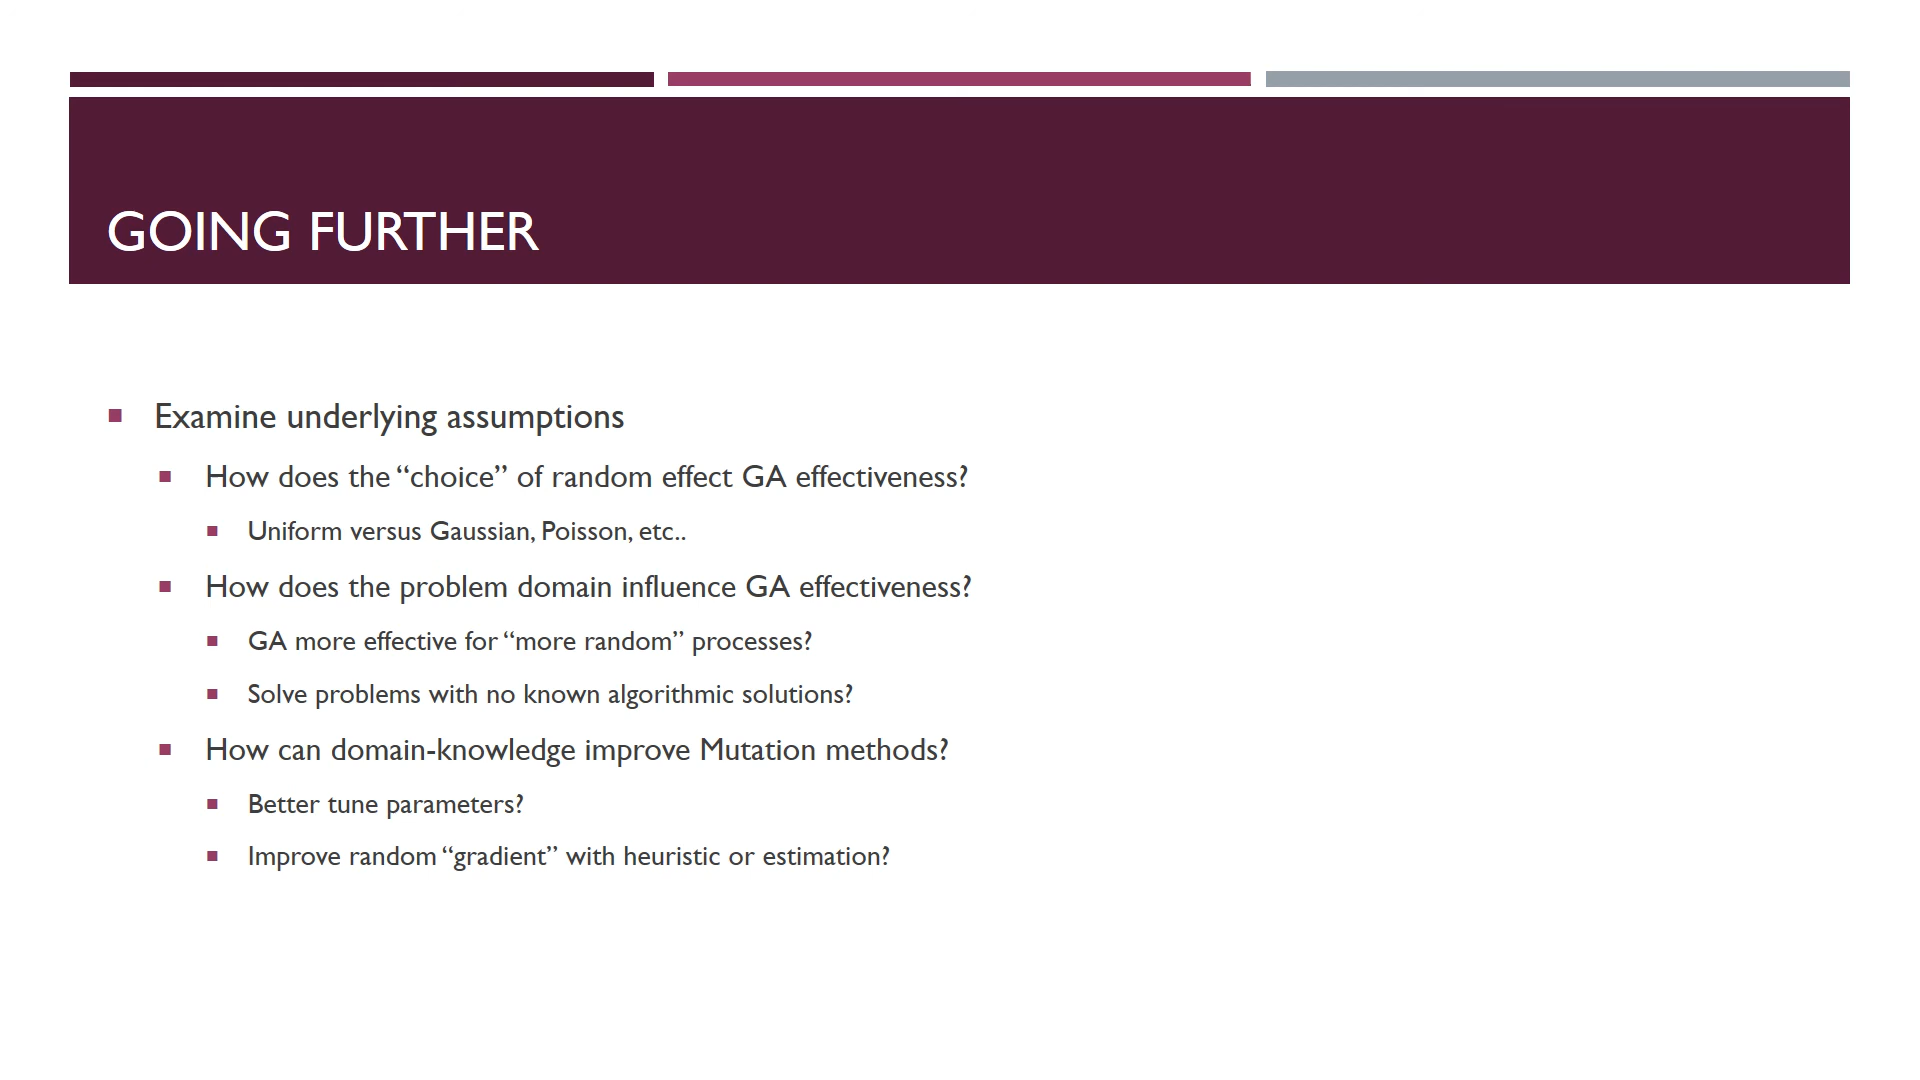 GOING FURTHER
Examine underlying assumptions
How does the “choice” of random effect GA effectiveness?
Uniform versus Gaussian, Poisson, etc..
How does the problem domain influence GA effectiveness?
GA more effective for “more random” processes?
Solve problems with no known algorithmic solutions?
How can domain-knowledge improve Mutation methods?
Better tune parameters?
Improve random “gradient” with heuristic or estimation?